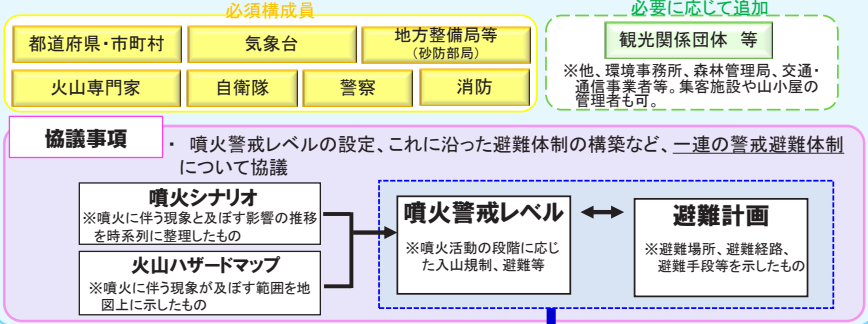 必須構成員
必要に応じて追加
都道府県・市町村
気象台
地方整備局等
(砂防部局)
火山専門家
自衛隊
警察
消防
観光関係団体 等
※他、環境事務所、森林管理局、交通・
通信事業者等。集客施設や山小屋の
管理者も可。
協議事項
・ 噴火警戒レベルの設定、これに沿った避難体制の構築など、一連の警戒避難体制
について協議
噴火シナリオ
※噴火に伴う現象と及ぼす影響の推移
を時系列に整理したもの
火山ハザードマップ
※噴火に伴う現象が及ぼす範囲を地
図上に示したもの
噴火警戒レベル
※噴火活動の段階に応じ
た入山規制、避難等
避難計画
※避難場所、避難経路、
避難手段等を示したもの